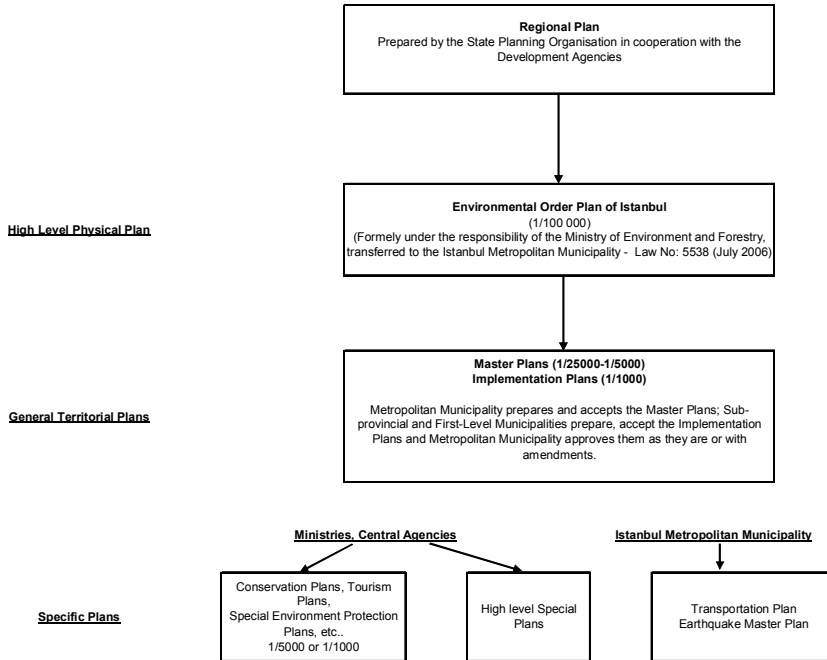 Regional Plan
Prepared by the State Planning Organisation in cooperation with the
Development Agencies
High Level Physical Plan
Environmental Order Plan of Istanbul
(1/100 000)
(Formely under the responsibility of the Ministry of Environment and Forestry,
transferred to the Istanbul Metropolitan Municipality - Law No: 5538 (July 2006)
General Territorial Plans
Master Plans (1/25000-1/5000)
Implementation Plans (1/1000)
Metropolitan Municipality prepares and accepts the Master Plans; Sub-
provincial and First-Level Municipalities prepare, accept the Implementation
Plans and Metropolitan Municipality approves them as they are or with
amendments.
Ministries, Central Agencies
Istanbul Metropolitan Municipality
Specific Plans
Conservation Plans, Tourism
Plans,
Special Environment Protection
Plans, etc..
1/5000 or 1/1000
High level Special
Plans
Transportation Plan
Earthquake Master Plan